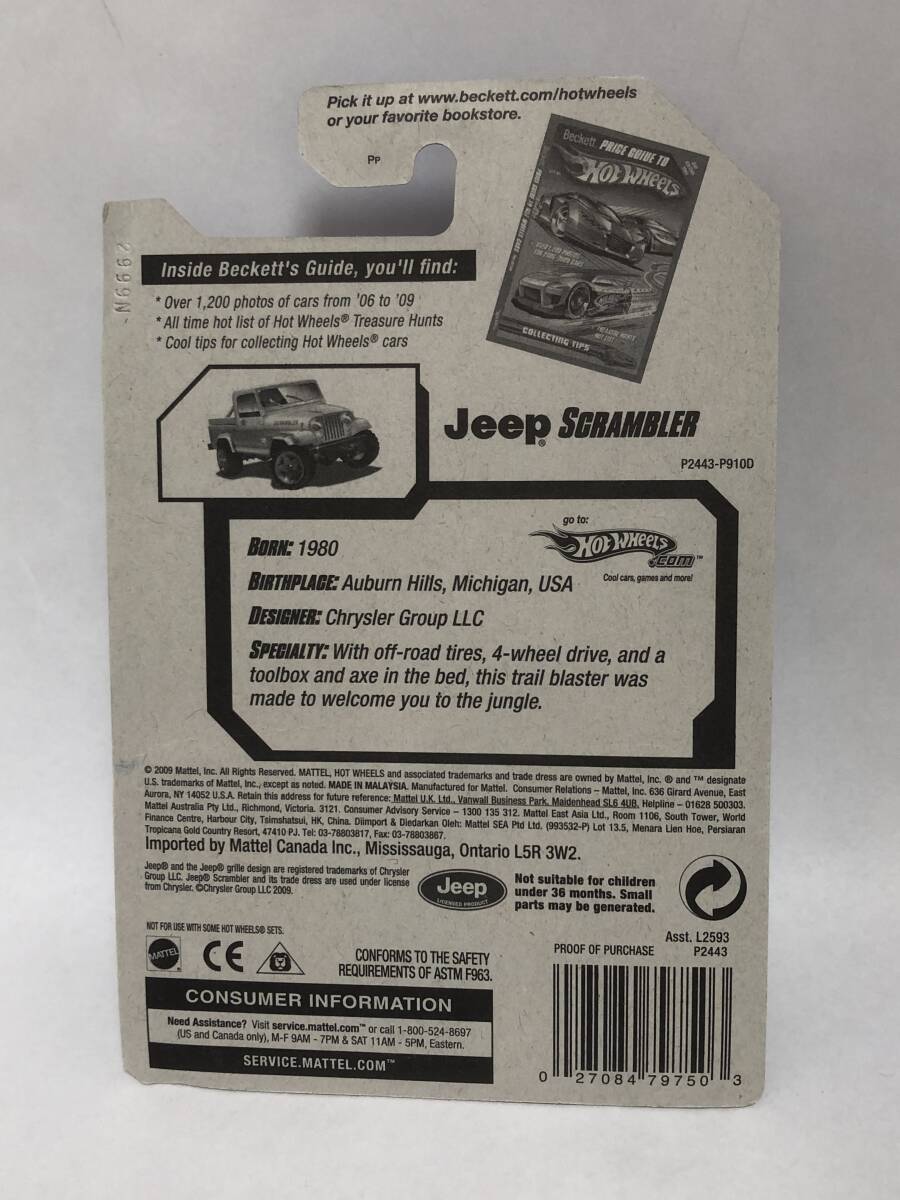 Pick it up at www.beckett.com/hotwheels
or your favorite bookstore.
PP
Beckett. PRICE GUIDE TO
HOT WHEELS
COLLECTING TIPS
29999N-
Inside Beckett's Guide, you'll find:
* Over 1,200 photos of cars from '06 to '09
* All time hot list of Hot Wheels® Treasure Hunts
* Cool tips for collecting Hot Wheels® cars
Jeep® SCRAMBLER
P2443-P910D
go to:
HOT WHEELS
.COM™
Cool cars, games and more!
BORN: 1980
BIRTHPLACE: Auburn Hills, Michigan, USA
DESIGNER: Chrysler Group LLC
SPECIALTY: With off-road tires, 4-wheel drive, and a
toolbox and axe in the bed, this trail blaster was
made to welcome you to the jungle.
© 2009 Mattel, Inc. All Rights Reserved. MATTEL, HOT WHEELS and associated trademarks and trade dress are owned by Mattel, Inc. ® and ™ designate
U.S. trademarks of Mattel, Inc., except as noted. MADE IN MALAYSIA. Manufactured for Mattel. Consumer Relations – Mattel, Inc. 636 Girard Avenue, East
Aurora, NY 14052 U.S.A. Retain this address for future reference: Mattel U.K. Ltd., Vanwall Business Park, Maidenhead SL6 4UB. Helpline – 01628 500303.
Mattel Australia Pty Ltd., Richmond, Victoria. 3121. Consumer Advisory Service – 1300 135 312. Mattel East Asia Ltd., Room 1106, South Tower, World
Finance Centre, Harbour City, Tsimshatsui, HK, China. Diimport & Diedarkan Oleh: Mattel SEA Ptd Ltd. (993532-P) Lot 13.5, Menara Lien Hoe, Persiaran
Tropicana Gold Country Resort, 47410 PJ. Tel: 03-78803817, Fax: 03-78803867.
Imported by Mattel Canada Inc., Mississauga, Ontario L5R 3W2.
Jeep® and the Jeep® grille design are registered trademarks of Chrysler
Group LLC. Jeep® Scrambler and its trade dress are used under license
from Chrysler. ©Chrysler Group LLC 2009.
Jeep
LICENSED PRODUCT
Not suitable for children
under 36 months. Small
parts may be generated.
NOT FOR USE WITH SOME HOT WHEELS® SETS.
MATTEL
CE
CONFORMS TO THE SAFETY
REQUIREMENTS OF ASTM F963.
Asst. L2593
PROOF OF PURCHASE P2443
CONSUMER INFORMATION
Need Assistance? Visit service.mattel.com™ or call 1-800-524-8697
(US and Canada only), M-F 9AM - 7PM & SAT 11AM - 5PM, Eastern.
SERVICE.MATTEL.COM™
0 27084 79750 3